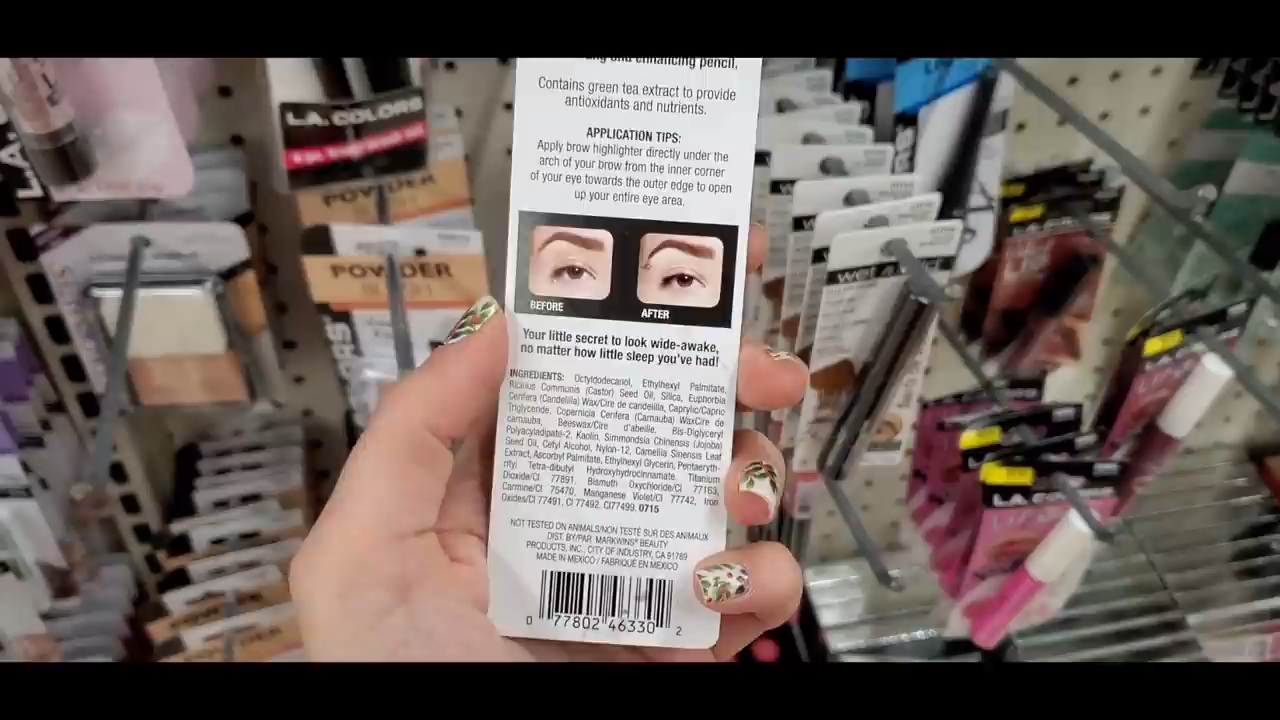 and enhancing pencil,
Contains green tea extract to provide
antioxidants and nutrients.
APPLICATION TIPS:
Apply brow highlighter directly under the
arch of your brow from the inner corner
of your eye towards the outer edge to open
up your entire eye area.
BEFORE
AFTER
Your little secret to look wide-awake,
no matter how little sleep you've had!
INGREDIENTS: Octyldodecanol, Ethylhexyl Palmitate,
Ricinus Communis (Castor) Seed Oil, Silica, Euphorbia
Cerifera (Candelilla) Wax/Cire de candelilla, Caprylic/Capric
Triglyceride, Copernicia Cerifera (Carnauba) Wax/Cire de
carnauba, Beeswax/Cire d'abeille, Bis-Diglyceryl
Polyacyladipate-2, Kaolin, Simmondsia Chinensis (Jojoba)
Seed Oil, Cetyl Alcohol, Nylon-12, Camellia Sinensis Leaf
Extract, Ascorbyl Palmitate, Ethylhexyl Glycerin, Pentaeryth-
rityl Tetra-dibutyl Hydroxyhydrocinnamate, Titanium
Dioxide/CI 77891, Bismuth Oxychloride/CI 77163,
Carmine/CI 75470, Manganese Violet/CI 77742, Iron
Oxides/CI 77491, CI 77492, CI77499. 0715
NOT TESTED ON ANIMALS/NON TESTÉ SUR DES ANIMAUX
DIST. BY/PAR MARKWINS® BEAUTY
PRODUCTS, INC., CITY OF INDUSTRY, CA 91789
MADE IN MEXICO / FABRIQUÉ EN MEXICO
0 77802 46330 2
L.A. COLORS
POWDER
POWDER
wet n wild
L.A. COLORS
POWDER